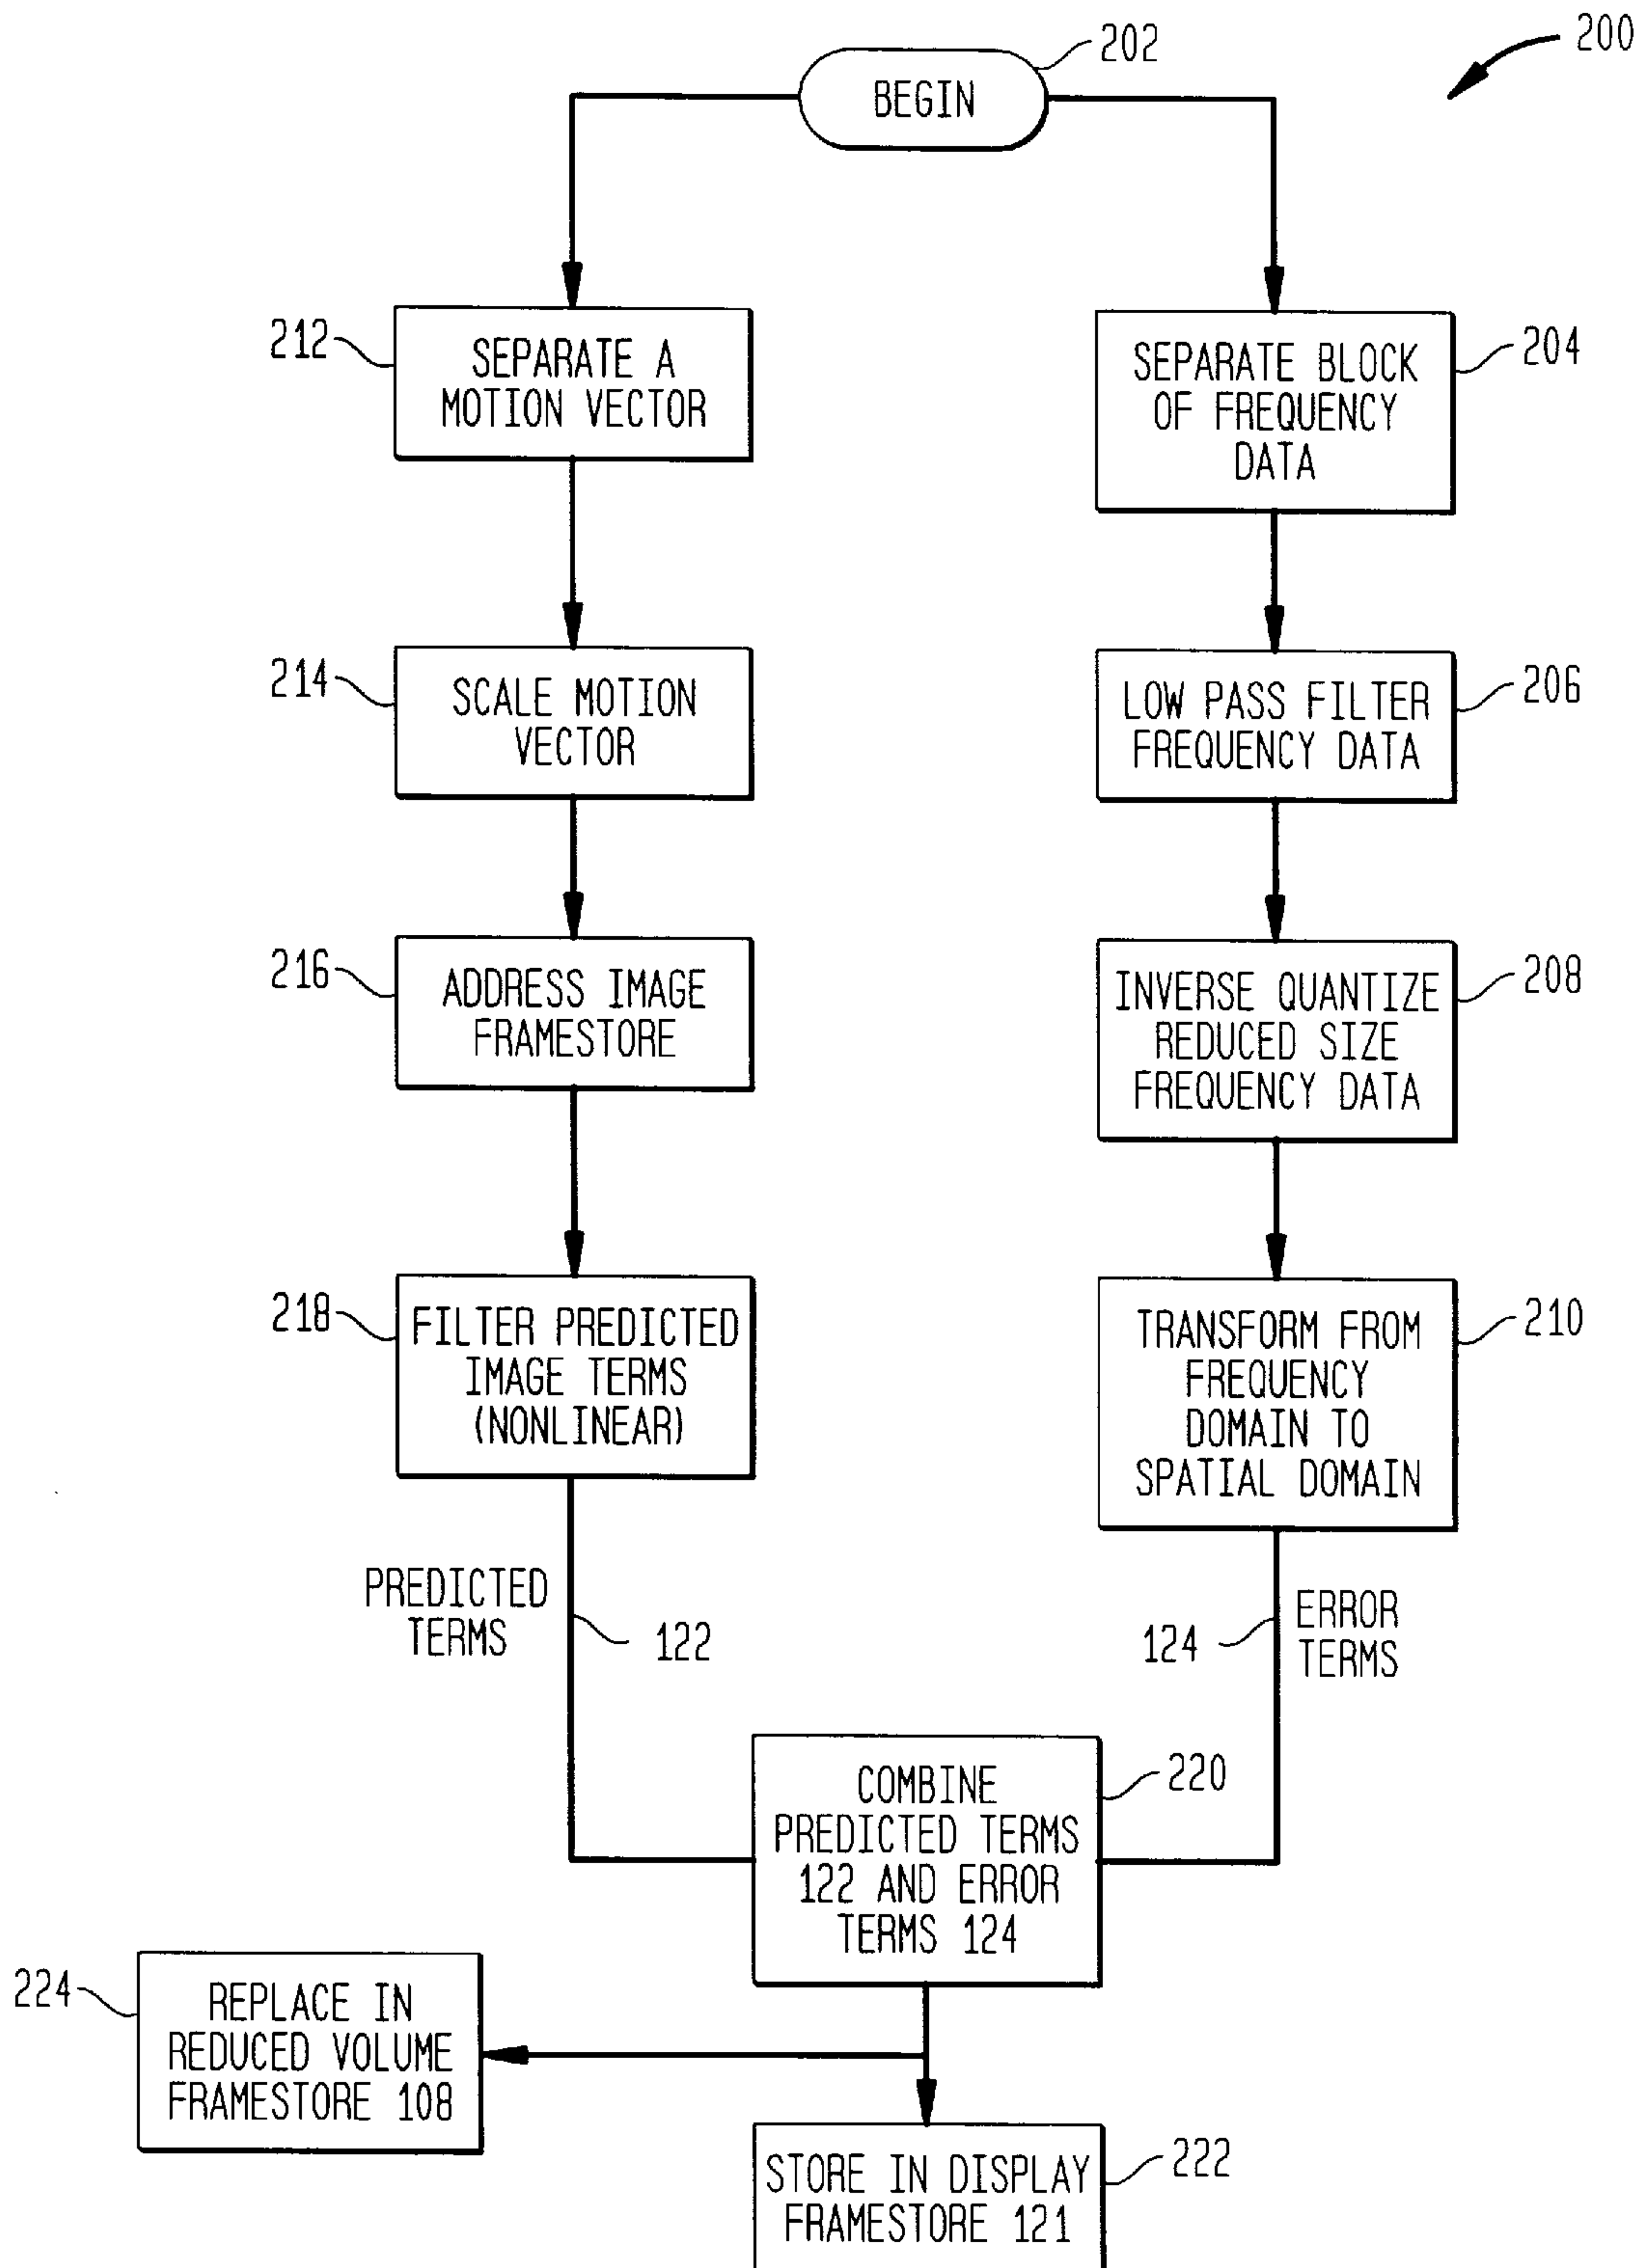 200
202
BEGIN
212
SEPARATE A
MOTION VECTOR
204
SEPARATE BLOCK
OF FREQUENCY
DATA
214
SCALE MOTION
VECTOR
206
LOW PASS FILTER
FREQUENCY DATA
216
ADDRESS IMAGE
FRAMESTORE
208
INVERSE QUANTIZE
REDUCED SIZE
FREQUENCY DATA
218
FILTER PREDICTED
IMAGE TERMS
(NONLINEAR)
210
TRANSFORM FROM
FREQUENCY
DOMAIN TO
SPATIAL DOMAIN
PREDICTED
TERMS
122
124
ERROR
TERMS
220
COMBINE
PREDICTED TERMS
122 AND ERROR
TERMS 124
224
REPLACE IN
REDUCED VOLUME
FRAMESTORE 108
222
STORE IN DISPLAY
FRAMESTORE 121